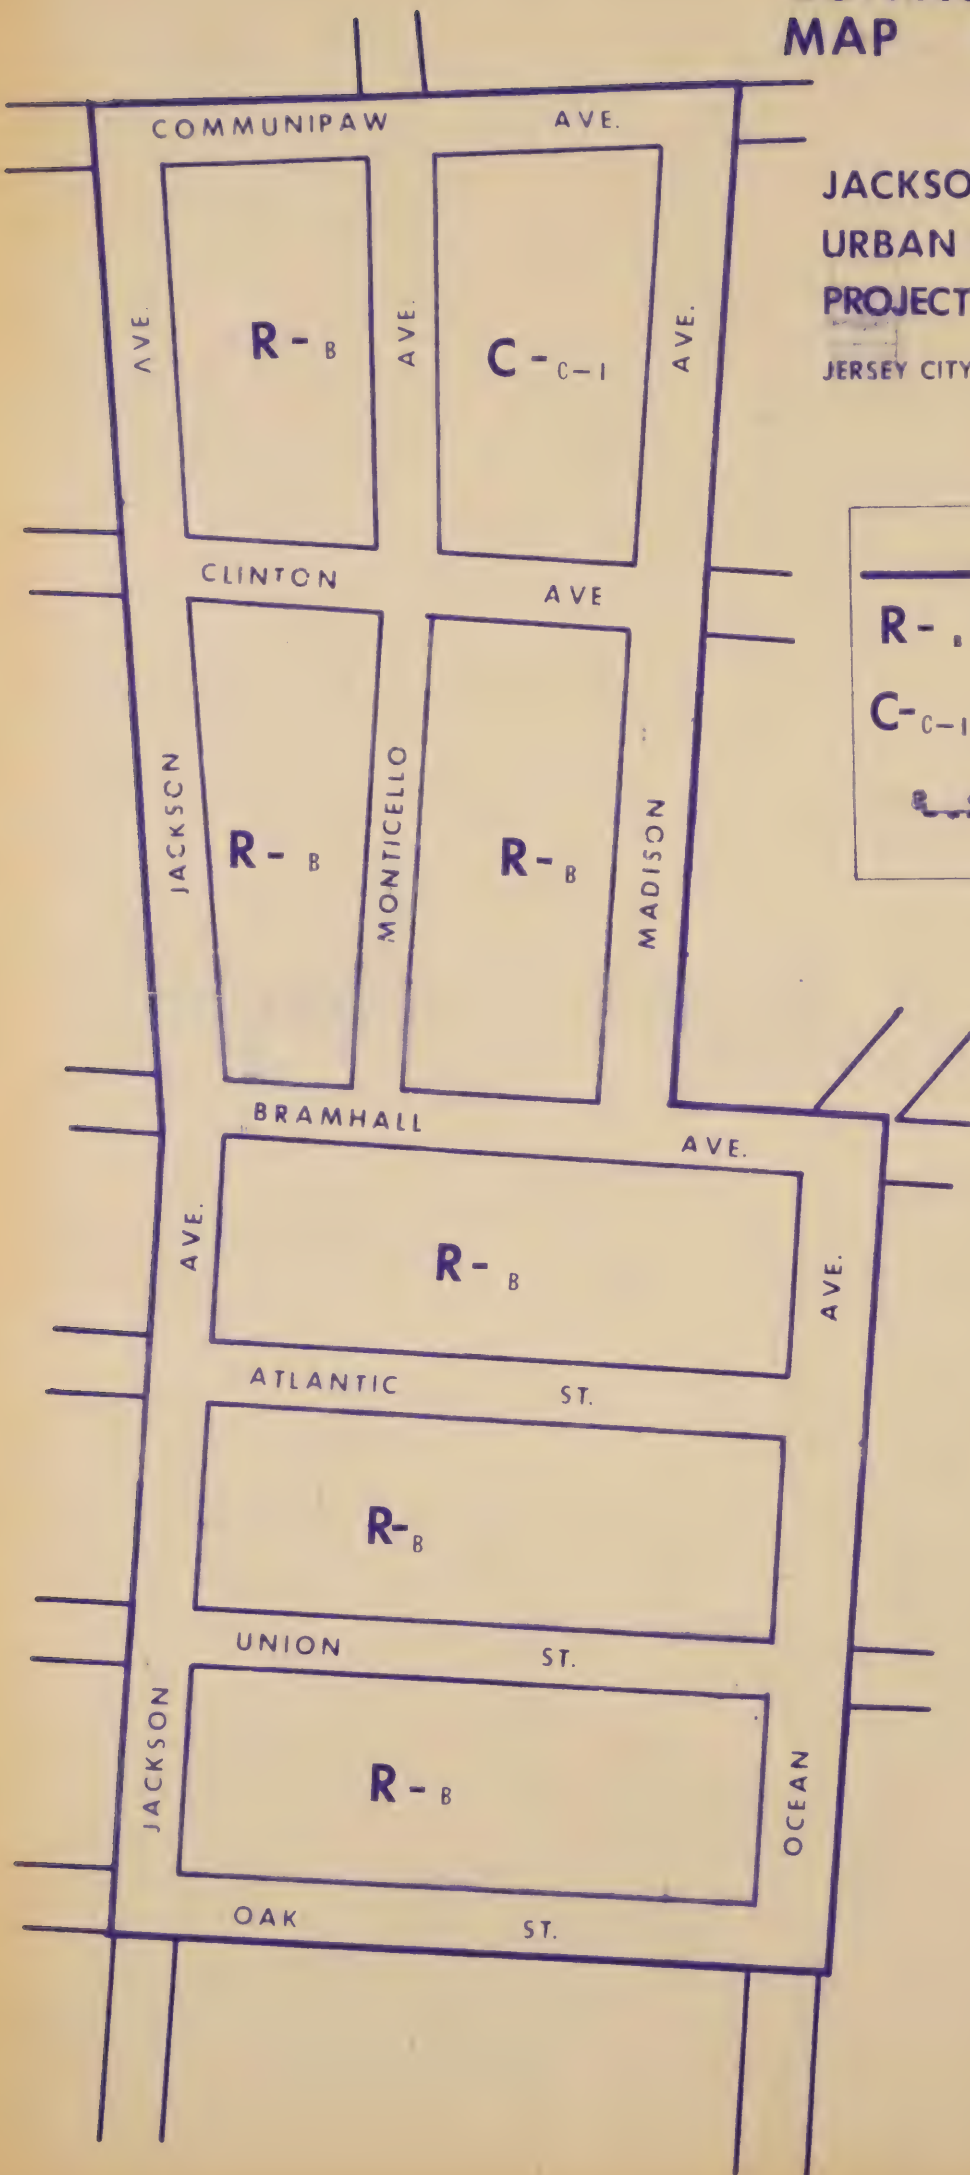 MAP
JACKSO
URBAN
PROJECT
JERSEY CITY
COMMUNIPAW AVE.
AVE.
R-B
AVE.
C-C-1
AVE.
CLINTON AVE
R-B
C-C-1
JACKSON
R-B
MONTICELLO
R-B
MADISON
BRAMHALL AVE.
AVE.
R-B
AVE.
ATLANTIC ST.
R-B
UNION ST.
JACKSON
R-B
OCEAN
OAK ST.